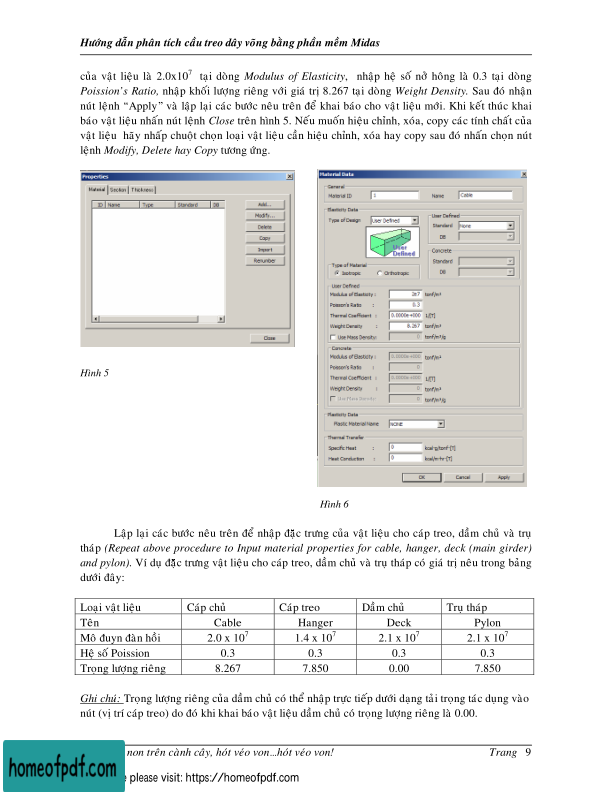 Hướng dẫn phân tích cầu treo dây võng bằng phần mềm Midas
của vật liệu là 2.0x10⁷ tại dòng Modulus of Elasticity, nhập hệ số nở hông là 0.3 tại dòng
Poission's Ratio, nhập khối lượng riêng với giá trị 8.267 tại dòng Weight Density. Sau đó nhận
nút lệnh "Apply" và lập lại các bước nêu trên để khai báo cho vật liệu mới. Khi kết thúc khai
báo vật liệu nhấn nút lệnh Close trên hình 5. Nếu muốn hiệu chỉnh, xóa, copy các tính chất của
vật liệu hãy nhấp chuột chọn loại vật liệu cần hiệu chỉnh, xóa hay copy sau đó nhấn chọn nút
lệnh Modify, Delete hay Copy tương ứng.
Properties
Material Section Thickness
ID Name Type Standard DB
Add...
Modify...
Delete
Copy
Import
Renumber
Close
Hình 5
Material Data
General
Material ID 1 Name Cable
Elasticity Data
Type of Design User Defined
User Defined
Standard None
DB
User Defined
Concrete
Standard
DB
Type of Material
Isotropic Orthotropic
User Defined
Modulus of Elasticity : 2e7 tonf/m²
Poisson's Ratio : 0.3
Thermal Coefficient : 0.0000e+000 1/[T]
Weight Density : 8.267 tonf/m³
Use Mass Density: 0 tonf/m³/g
Concrete
Modulus of Elasticity : 0.0000e+000 tonf/m²
Poisson's Ratio : 0
Thermal Coefficient : 0.0000e+000 1/[T]
Weight Density : 0 tonf/m³
Use Mass Density: 0 tonf/m³/g
Plasticity Data
Plastic Material Name NONE
Thermal Transfer
Specific Heat : 0 kcal·g/tonf·[T]
Heat Conduction : 0 kcal/m·hr·[T]
OK Cancel Apply
Hình 6
Lập lại các bước nêu trên để nhập đặc trưng của vật liệu cho cáp treo, dầm chủ và trụ
tháp (Repeat above procedure to Input material properties for cable, hanger, deck (main girder)
and pylon). Ví dụ đặc trưng vật liệu cho cáp treo, dầm chủ và trụ tháp có giá trị nêu trong bảng
dưới đây:
Loại vật liệu Cáp chủ Cáp treo Dầm chủ Trụ tháp
Tên Cable Hanger Deck Pylon
Mô đuyn đàn hồi 2.0 x 10⁷ 1.4 x 10⁷ 2.1 x 10⁷ 2.1 x 10⁷
Hệ số Poission 0.3 0.3 0.3 0.3
Trọng lượng riêng 8.267 7.850 0.00 7.850
Ghi chú: Trọng lượng riêng của dầm chủ có thể nhập trực tiếp dưới dạng tải trọng tác dụng vào
nút (vị trí cáp treo) do đó khi khai báo vật liệu dầm chủ có trọng lượng riêng là 0.00.
non trên cành cây, hót véo von...hót véo von! Trang 9
homeofpdf.com
please visit: https://homeofpdf.com